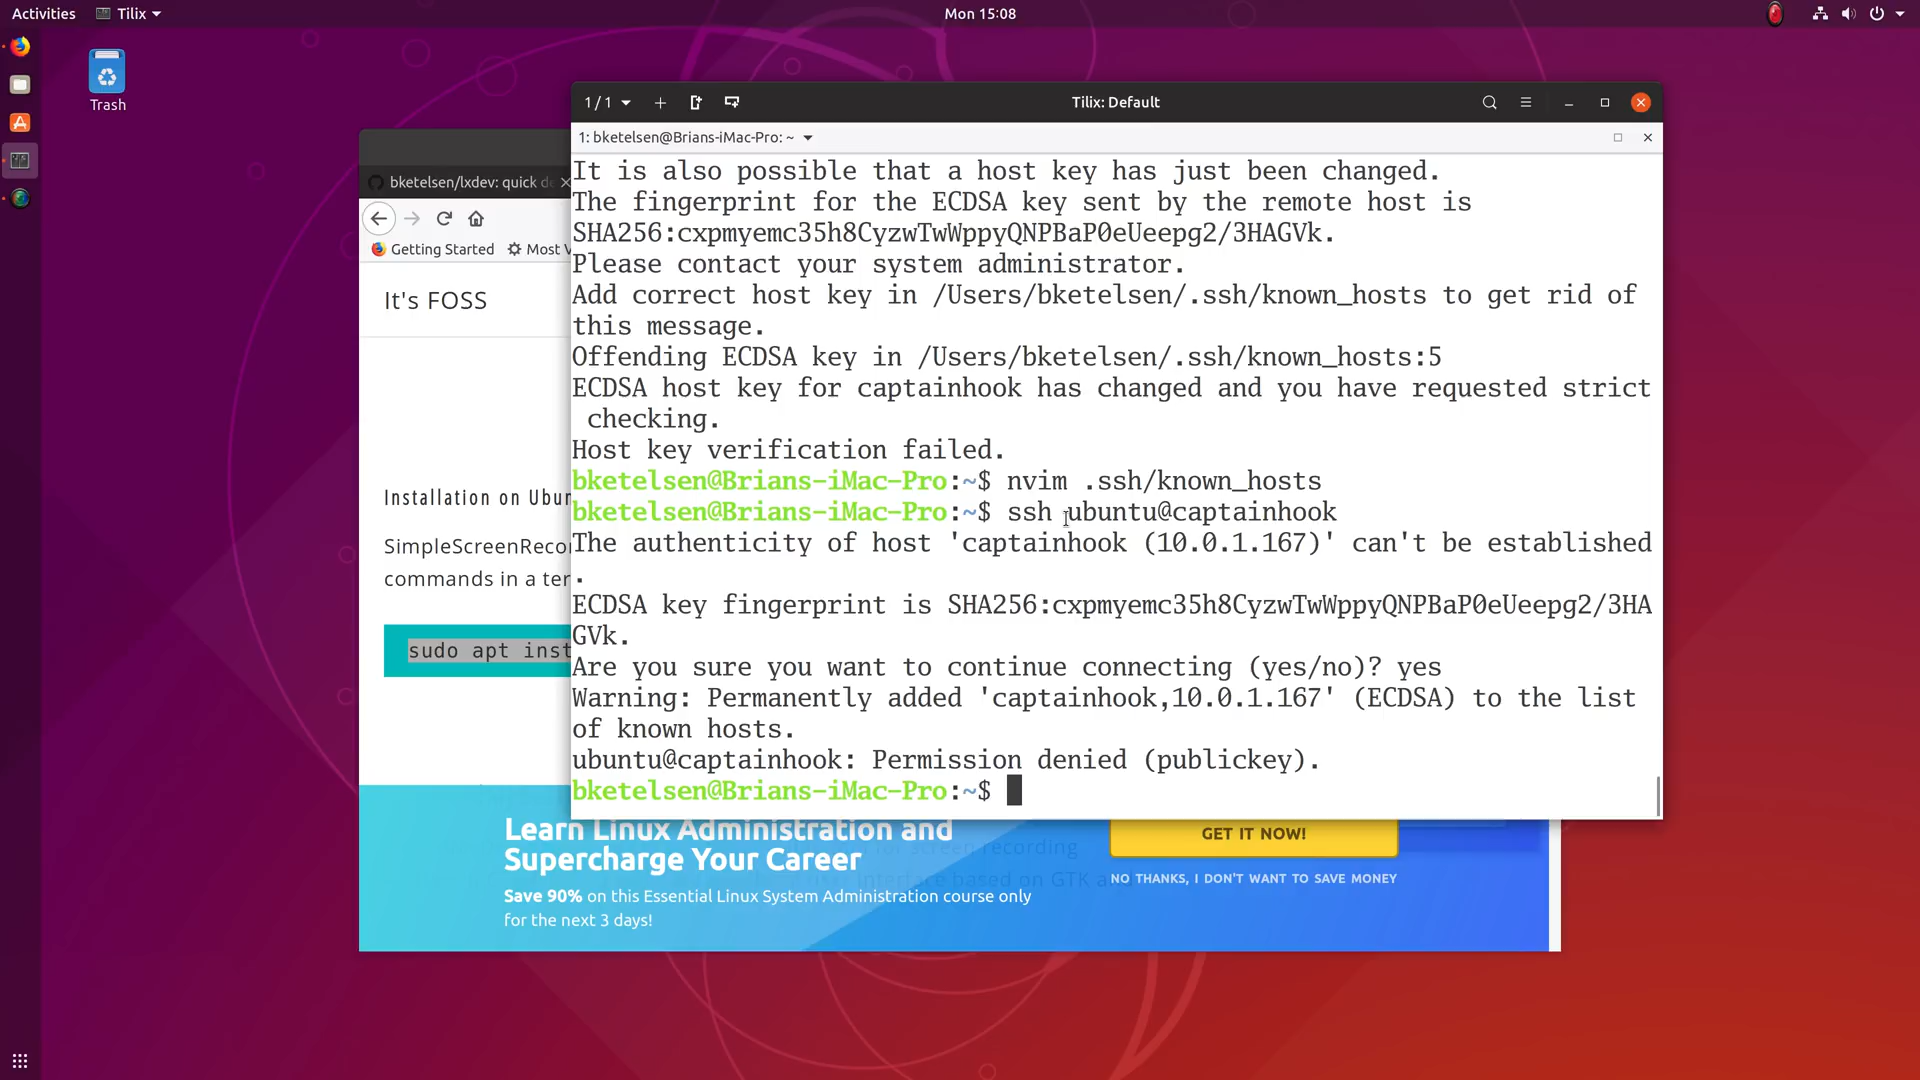 Activities
Tilix
Mon 15:08
Trash
1 / 1
Tilix: Default
1: bketelsen@Brians-iMac-Pro: ~
It is also possible that a host key has just been changed.
The fingerprint for the ECDSA key sent by the remote host is
SHA256:cxpmyemc35h8CyzwTwWppyQNPBaP0eUeepg2/3HAGVk.
Please contact your system administrator.
Add correct host key in /Users/bketelsen/.ssh/known_hosts to get rid of
this message.
Offending ECDSA key in /Users/bketelsen/.ssh/known_hosts:5
ECDSA host key for captainhook has changed and you have requested strict
checking.
Host key verification failed.
bketelsen@Brians-iMac-Pro:~$ nvim .ssh/known_hosts
bketelsen@Brians-iMac-Pro:~$ ssh ubuntu@captainhook
The authenticity of host 'captainhook (10.0.1.167)' can't be established
.
ECDSA key fingerprint is SHA256:cxpmyemc35h8CyzwTwWppyQNPBaP0eUeepg2/3HA
GVk.
Are you sure you want to continue connecting (yes/no)? yes
Warning: Permanently added 'captainhook,10.0.1.167' (ECDSA) to the list
of known hosts.
ubuntu@captainhook: Permission denied (publickey).
bketelsen@Brians-iMac-Pro:~$
bketelsen/lxdev: quick d
Getting Started
Most V
It's FOSS
Installation on Ubu
SimpleScreenReco
commands in a ter
sudo apt inst
Learn Linux Administration and
Supercharge Your Career
Save 90% on this Essential Linux System Administration course only
for the next 3 days!
GET IT NOW!
NO THANKS, I DON'T WANT TO SAVE MONEY
for screen recording
interface based on GTK and